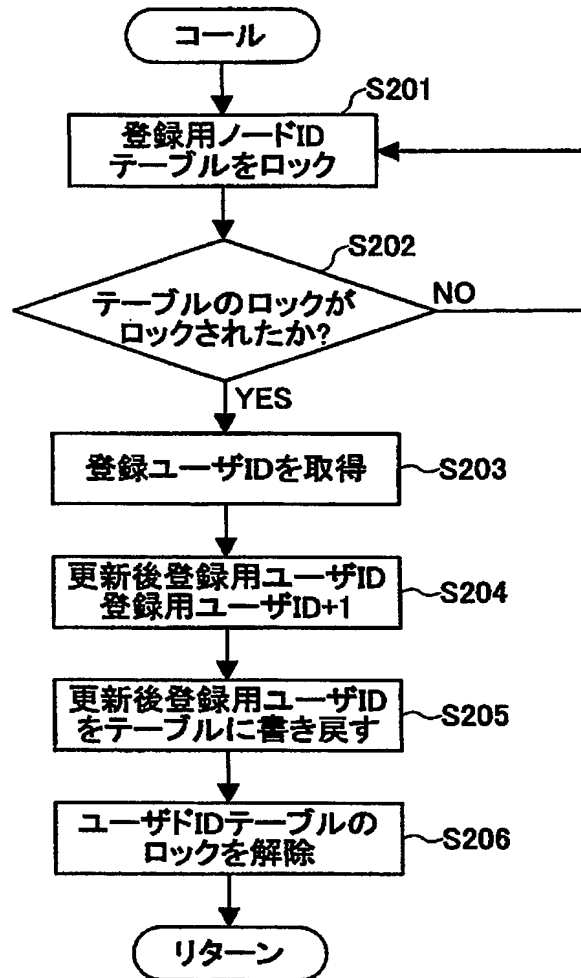 コール
S201
登録用ノードID
テーブルをロック
S202
テーブルのロックが
ロックされたか?
NO
YES
登録ユーザIDを取得
S203
更新後登録用ユーザID
登録用ユーザID+1
S204
更新後登録用ユーザID
をテーブルに書き戻す
S205
ユーザドIDテーブルの
ロックを解除
S206
リターン